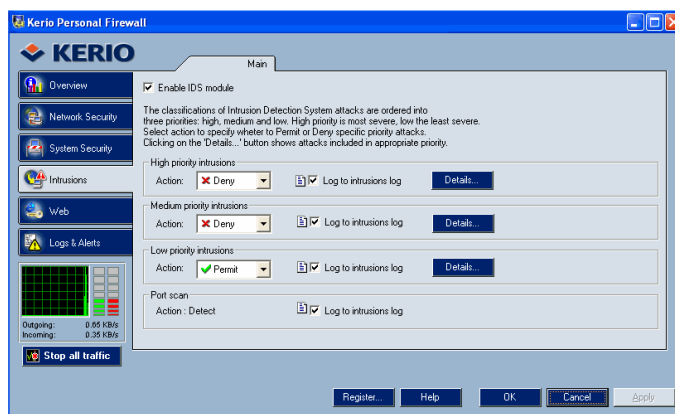 Kerio Personal Firewall
KERIO
Main
Overview
Network Security
System Security
Intrusions
Web
Logs & Alerts
Outgoing: 0.65 KB/s
Incoming: 0.35 KB/s
Stop all traffic
Enable IDS module
The classifications of Intrusion Detection System attacks are ordered into
three priorities: high, medium and low. High priority is most severe, low the least severe.
Select action to specify wheter to Permit or Deny specific priority attacks.
Clicking on the 'Details...' button shows attacks included in appropriate priority.
High priority intrusions
Action: Deny Log to intrusions log Details...
Medium priority intrusions
Action: Deny Log to intrusions log Details...
Low priority intrusions
Action: Permit Log to intrusions log Details...
Port scan
Action : Detect Log to intrusions log
Register... Help OK Cancel Apply